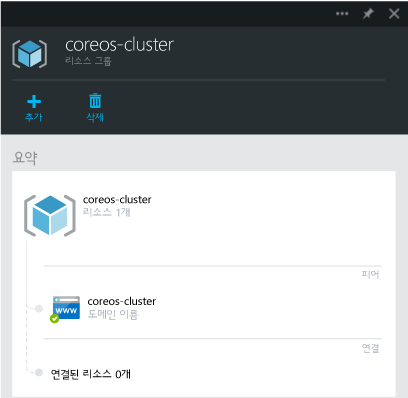 coreos-cluster
리소스 그룹
추가
삭제
요약
coreos-cluster
리소스 1개
피어
www
coreos-cluster
도메인 이름
연결
연결된 리소스 0개